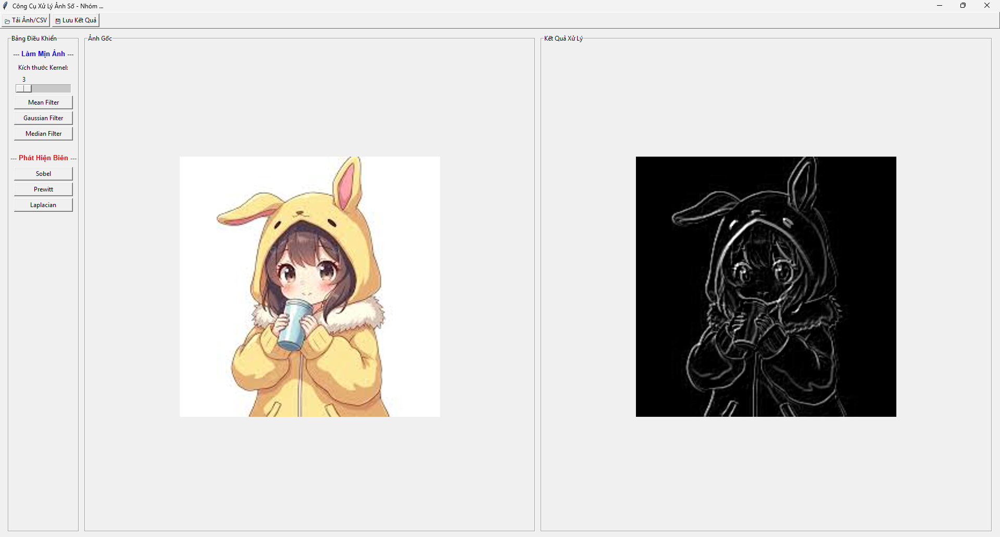 Công Cụ Xử Lý Ảnh Số - Nhóm ...
Tải Ảnh/CSV
Lưu Kết Quả
Bảng Điều Khiển
--- Làm Mịn Ảnh ---
Kích thước Kernel:
3
Mean Filter
Gaussian Filter
Median Filter
--- Phát Hiện Biên ---
Sobel
Prewitt
Laplacian
Ảnh Gốc
Kết Quả Xử Lý